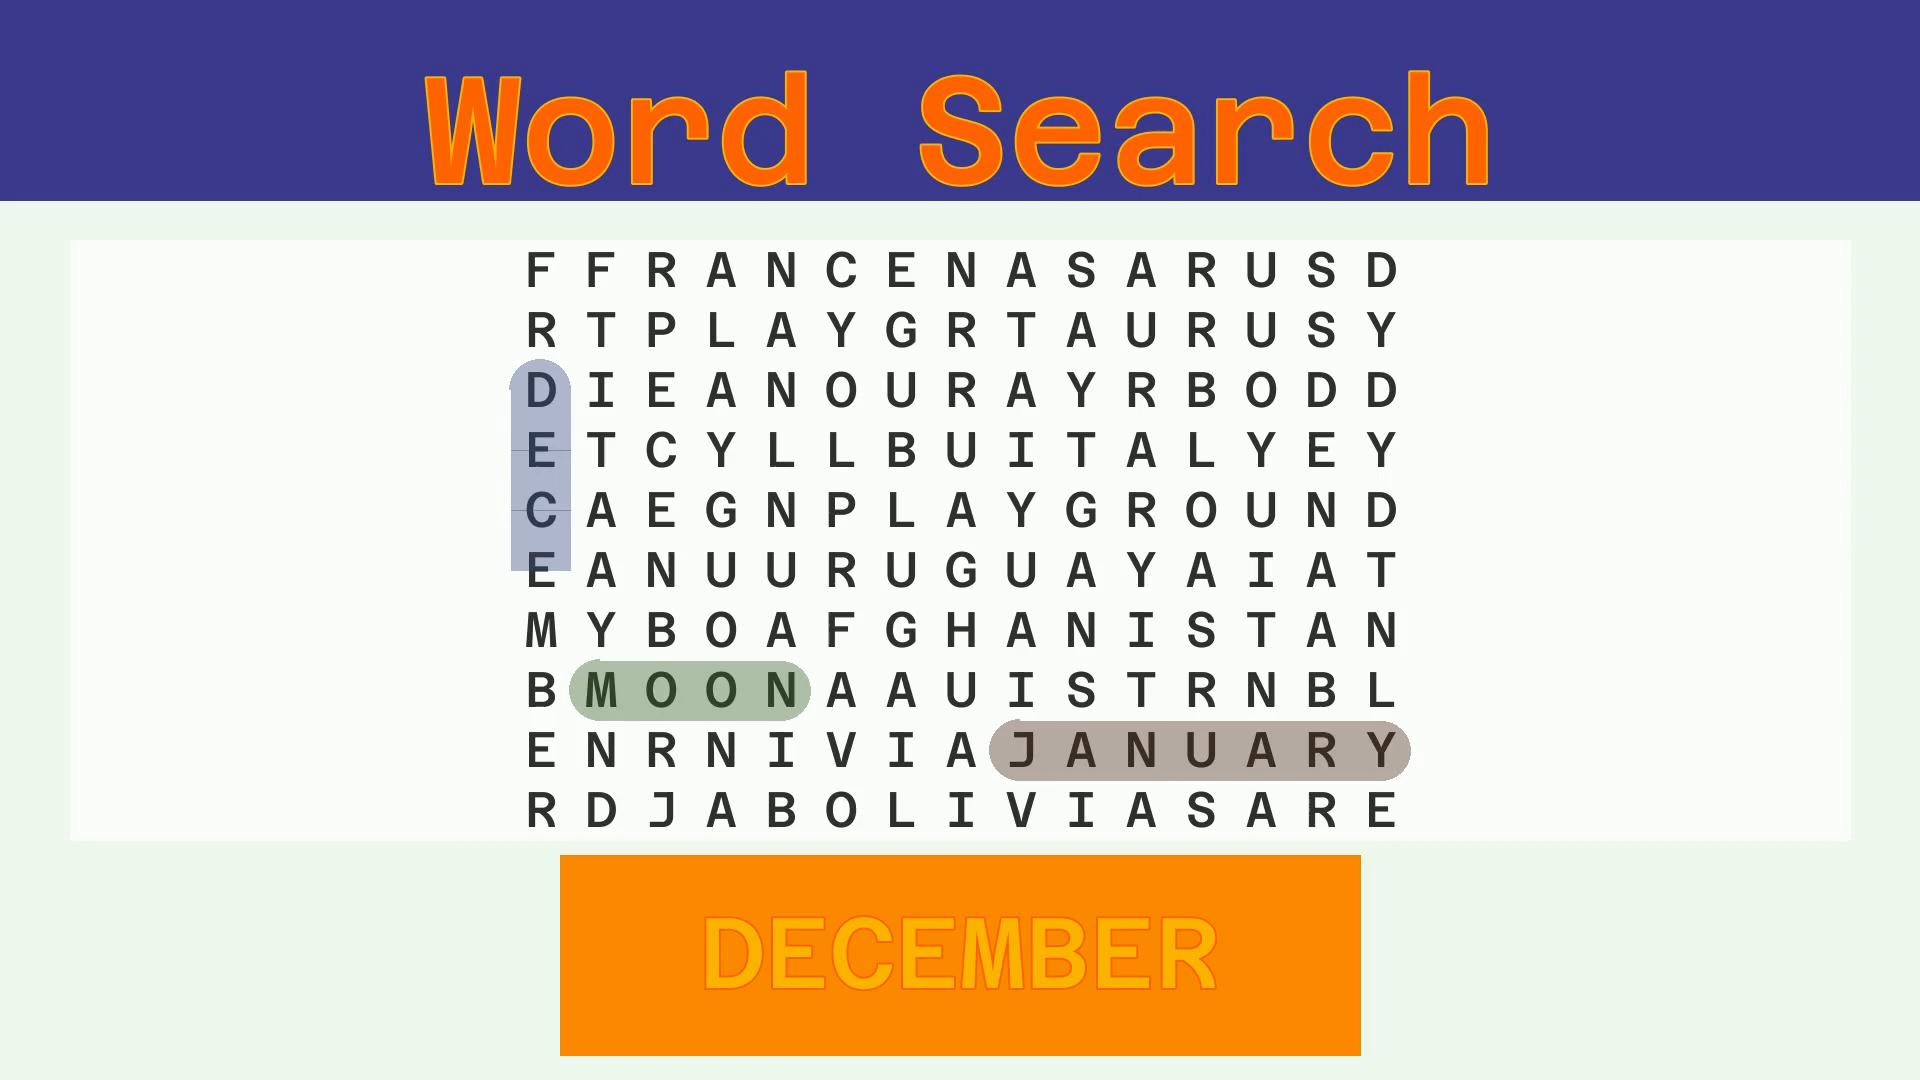 Word Search
F F R A N C E N A S A R U S D
R T P L A Y G R T A U R U S Y
D I E A N O U R A Y R B O D D
E T C Y L L B U I T A L Y E Y
C A E G N P L A Y G R O U N D
E A N U U R U G U A Y A I A T
M Y B O A F G H A N I S T A N
B M O O N A A U I S T R N B L
E N R N I V I A J A N U A R Y
R D J A B O L I V I A S A R E
DECEMBER